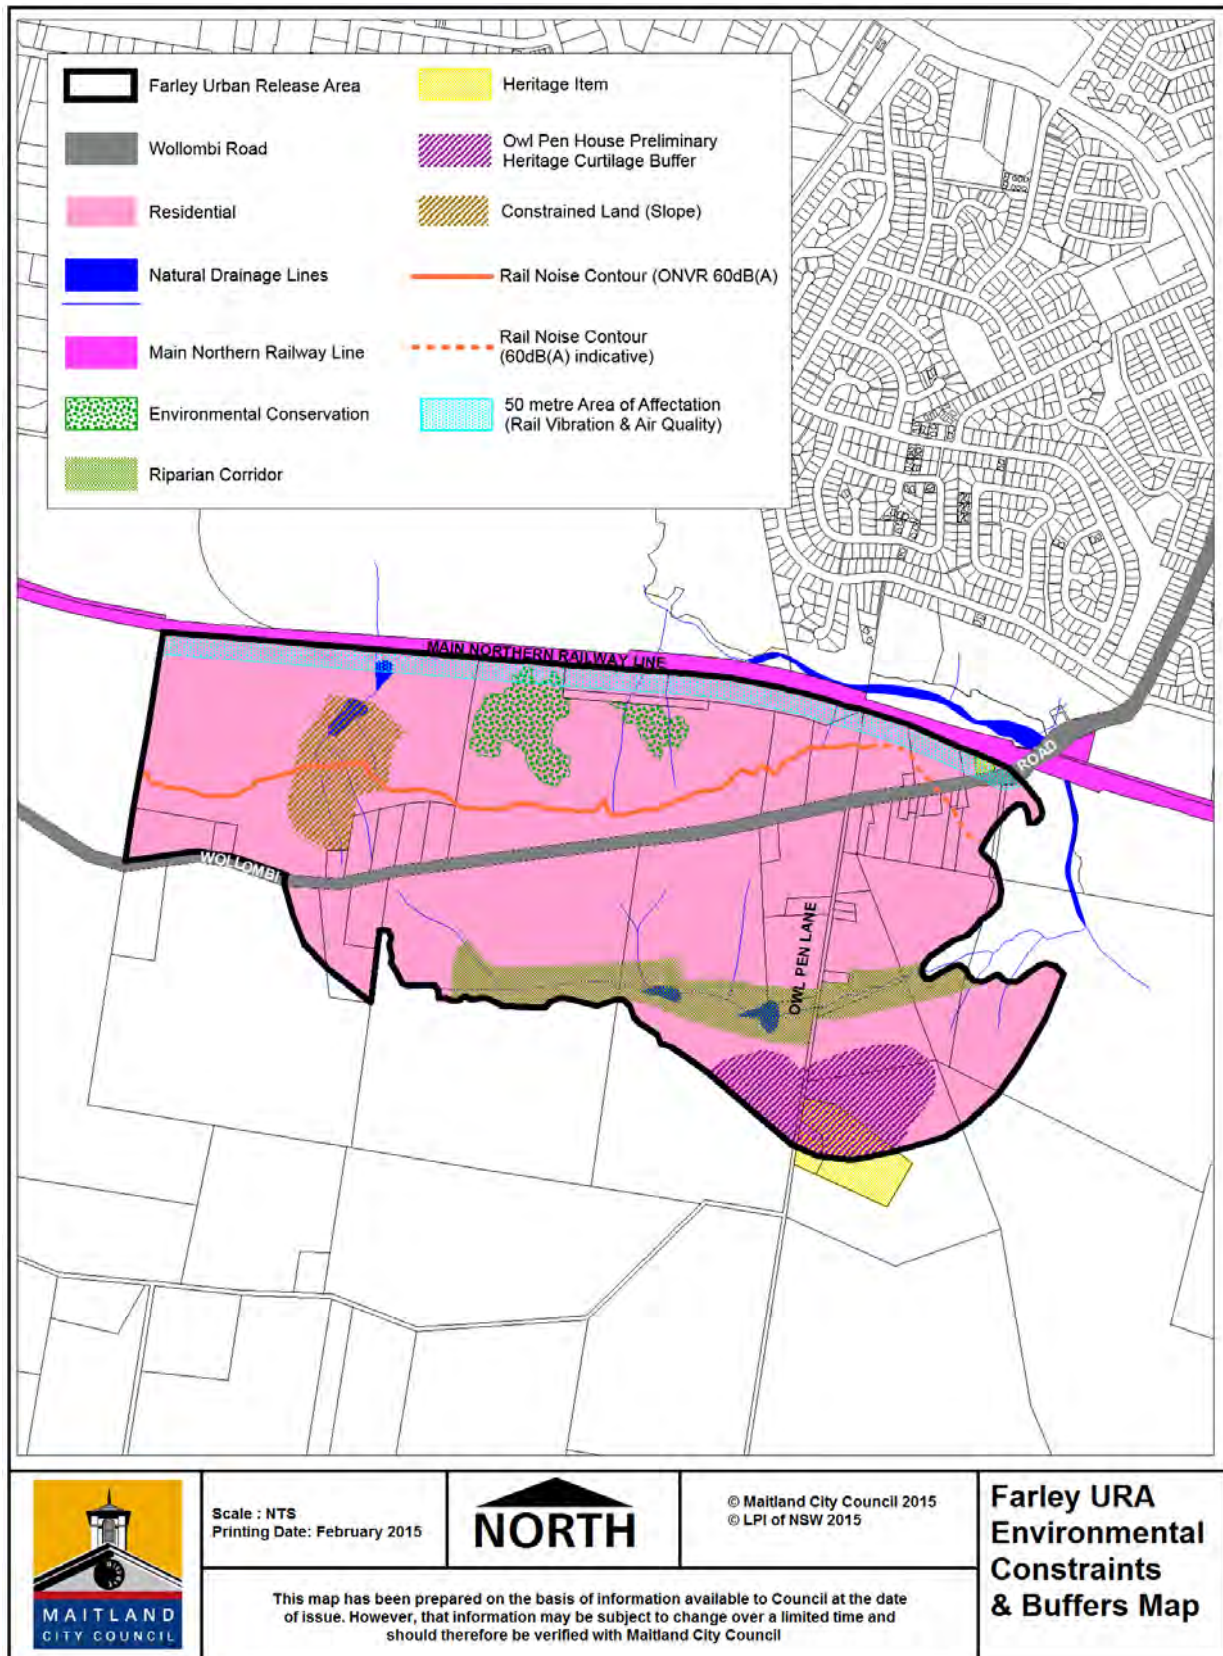 Farley Urban Release Area
Wollombi Road
Residential
Natural Drainage Lines
Main Northern Railway Line
Environmental Conservation
Riparian Corridor
Heritage Item
Owl Pen House Preliminary
Heritage Curtilage Buffer
Constrained Land (Slope)
Rail Noise Contour (ONVR 60dB(A)
Rail Noise Contour
(60dB(A) indicative)
50 metre Area of Affectation
(Rail Vibration & Air Quality)
MAIN NORTHERN RAILWAY LINE
ROAD
WOLLOMBI
OWL PEN LANE
MAITLAND
CITY COUNCIL
Scale : NTS
Printing Date: February 2015
NORTH
© Maitland City Council 2015
© LPI of NSW 2015
This map has been prepared on the basis of information available to Council at the date
of issue. However, that information may be subject to change over a limited time and
should therefore be verified with Maitland City Council
Farley URA
Environmental
Constraints
& Buffers Map